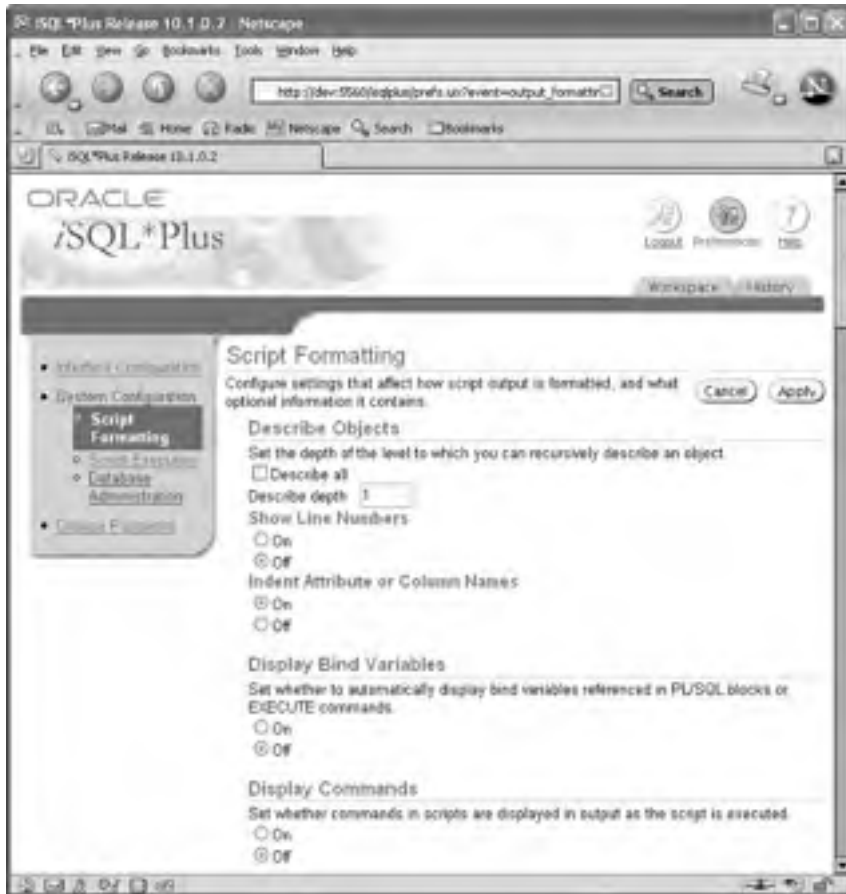 iSQL*Plus Release 10.1.0.2 Netscape
File Edit View Go Bookmarks Tools Window Help
Search
Mail Home Radio Netscape Search Bookmarks
iSQL*Plus Release 10.1.0.2
ORACLE
iSQL*Plus
Logout Preferences Help
Workspace History
Interface Configuration
System Configuration
Script
Formatting
Script Execution
Database
Administration
Script Formatting
Configure settings that affect how script output is formatted, and what
optional information it contains.
Cancel Apply
Describe Objects
Set the depth of the level to which you can recursively describe an object.
Describe all
Describe depth 1
Show Line Numbers
On
Off
Indent Attribute or Column Names
On
Off
Display Bind Variables
Set whether to automatically display bind variables referenced in PL/SQL blocks or
EXECUTE commands.
On
Off
Display Commands
Set whether commands in scripts are displayed in output as the script is executed.
On
Off